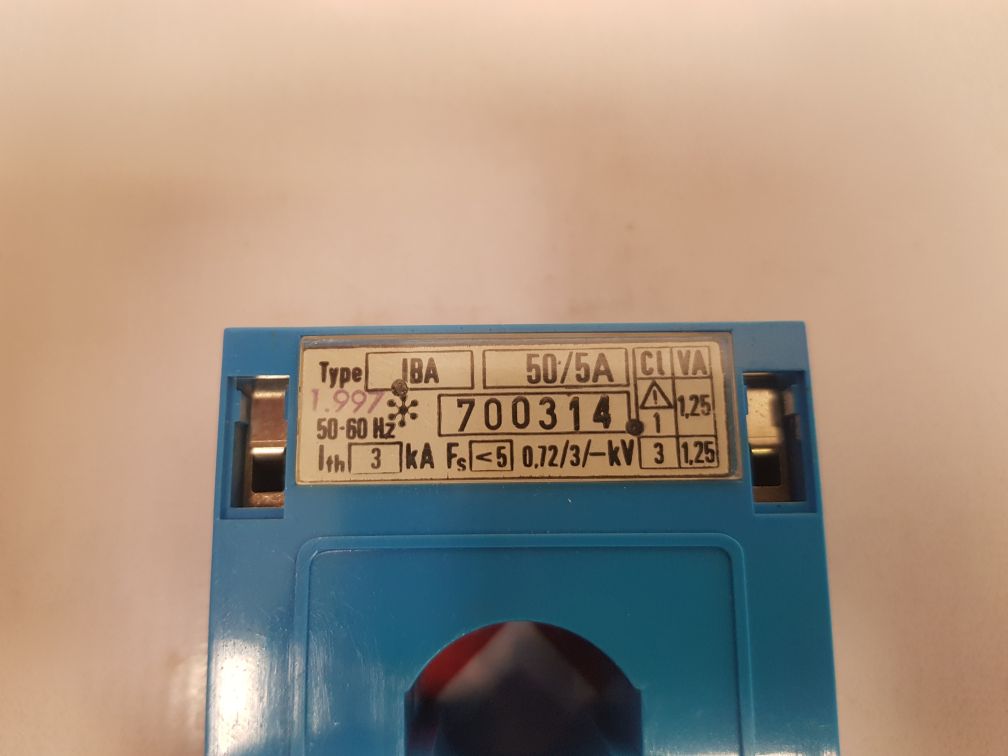 Type IBA 50/5A Cl VA
1.997 700314 1 1,25
50-60 Hz
Ith 3 kA Fs <5 0,72/3/-kV 3 1,25